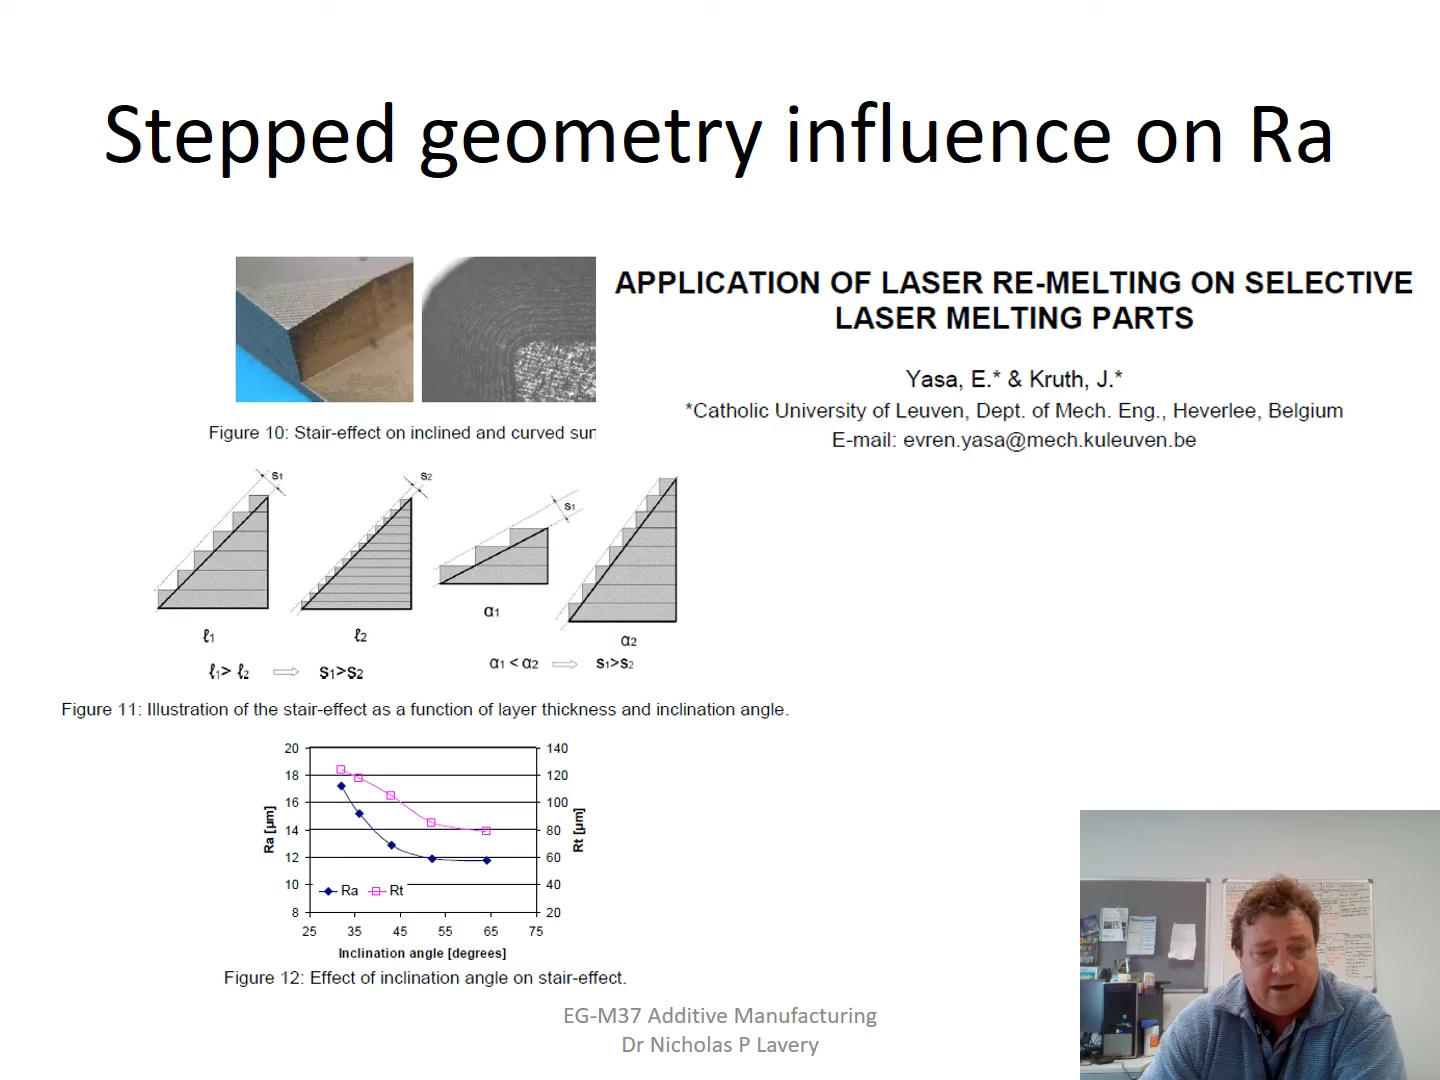 Stepped geometry influence on Ra
APPLICATION OF LASER RE-MELTING ON SELECTIVE
LASER MELTING PARTS
Yasa, E.* & Kruth, J.*
*Catholic University of Leuven, Dept. of Mech. Eng., Heverlee, Belgium
E-mail: evren.yasa@mech.kuleuven.be
Figure 10: Stair-effect on inclined and curved
s1
s2
s1
ℓ1
ℓ2
α1
α2
ℓ1> ℓ2 ⇨ s1>s2
α1 < α2 ⇨ s1>s2
Figure 11: Illustration of the stair-effect as a function of layer thickness and inclination angle.
20
18
16
14
12
10
8
Ra [µm]
140
120
100
80
60
40
20
Rt [µm]
Ra Rt
25 35 45 55 65 75
Inclination angle [degrees]
Figure 12: Effect of inclination angle on stair-effect.
EG-M37 Additive Manufacturing
Dr Nicholas P Lavery